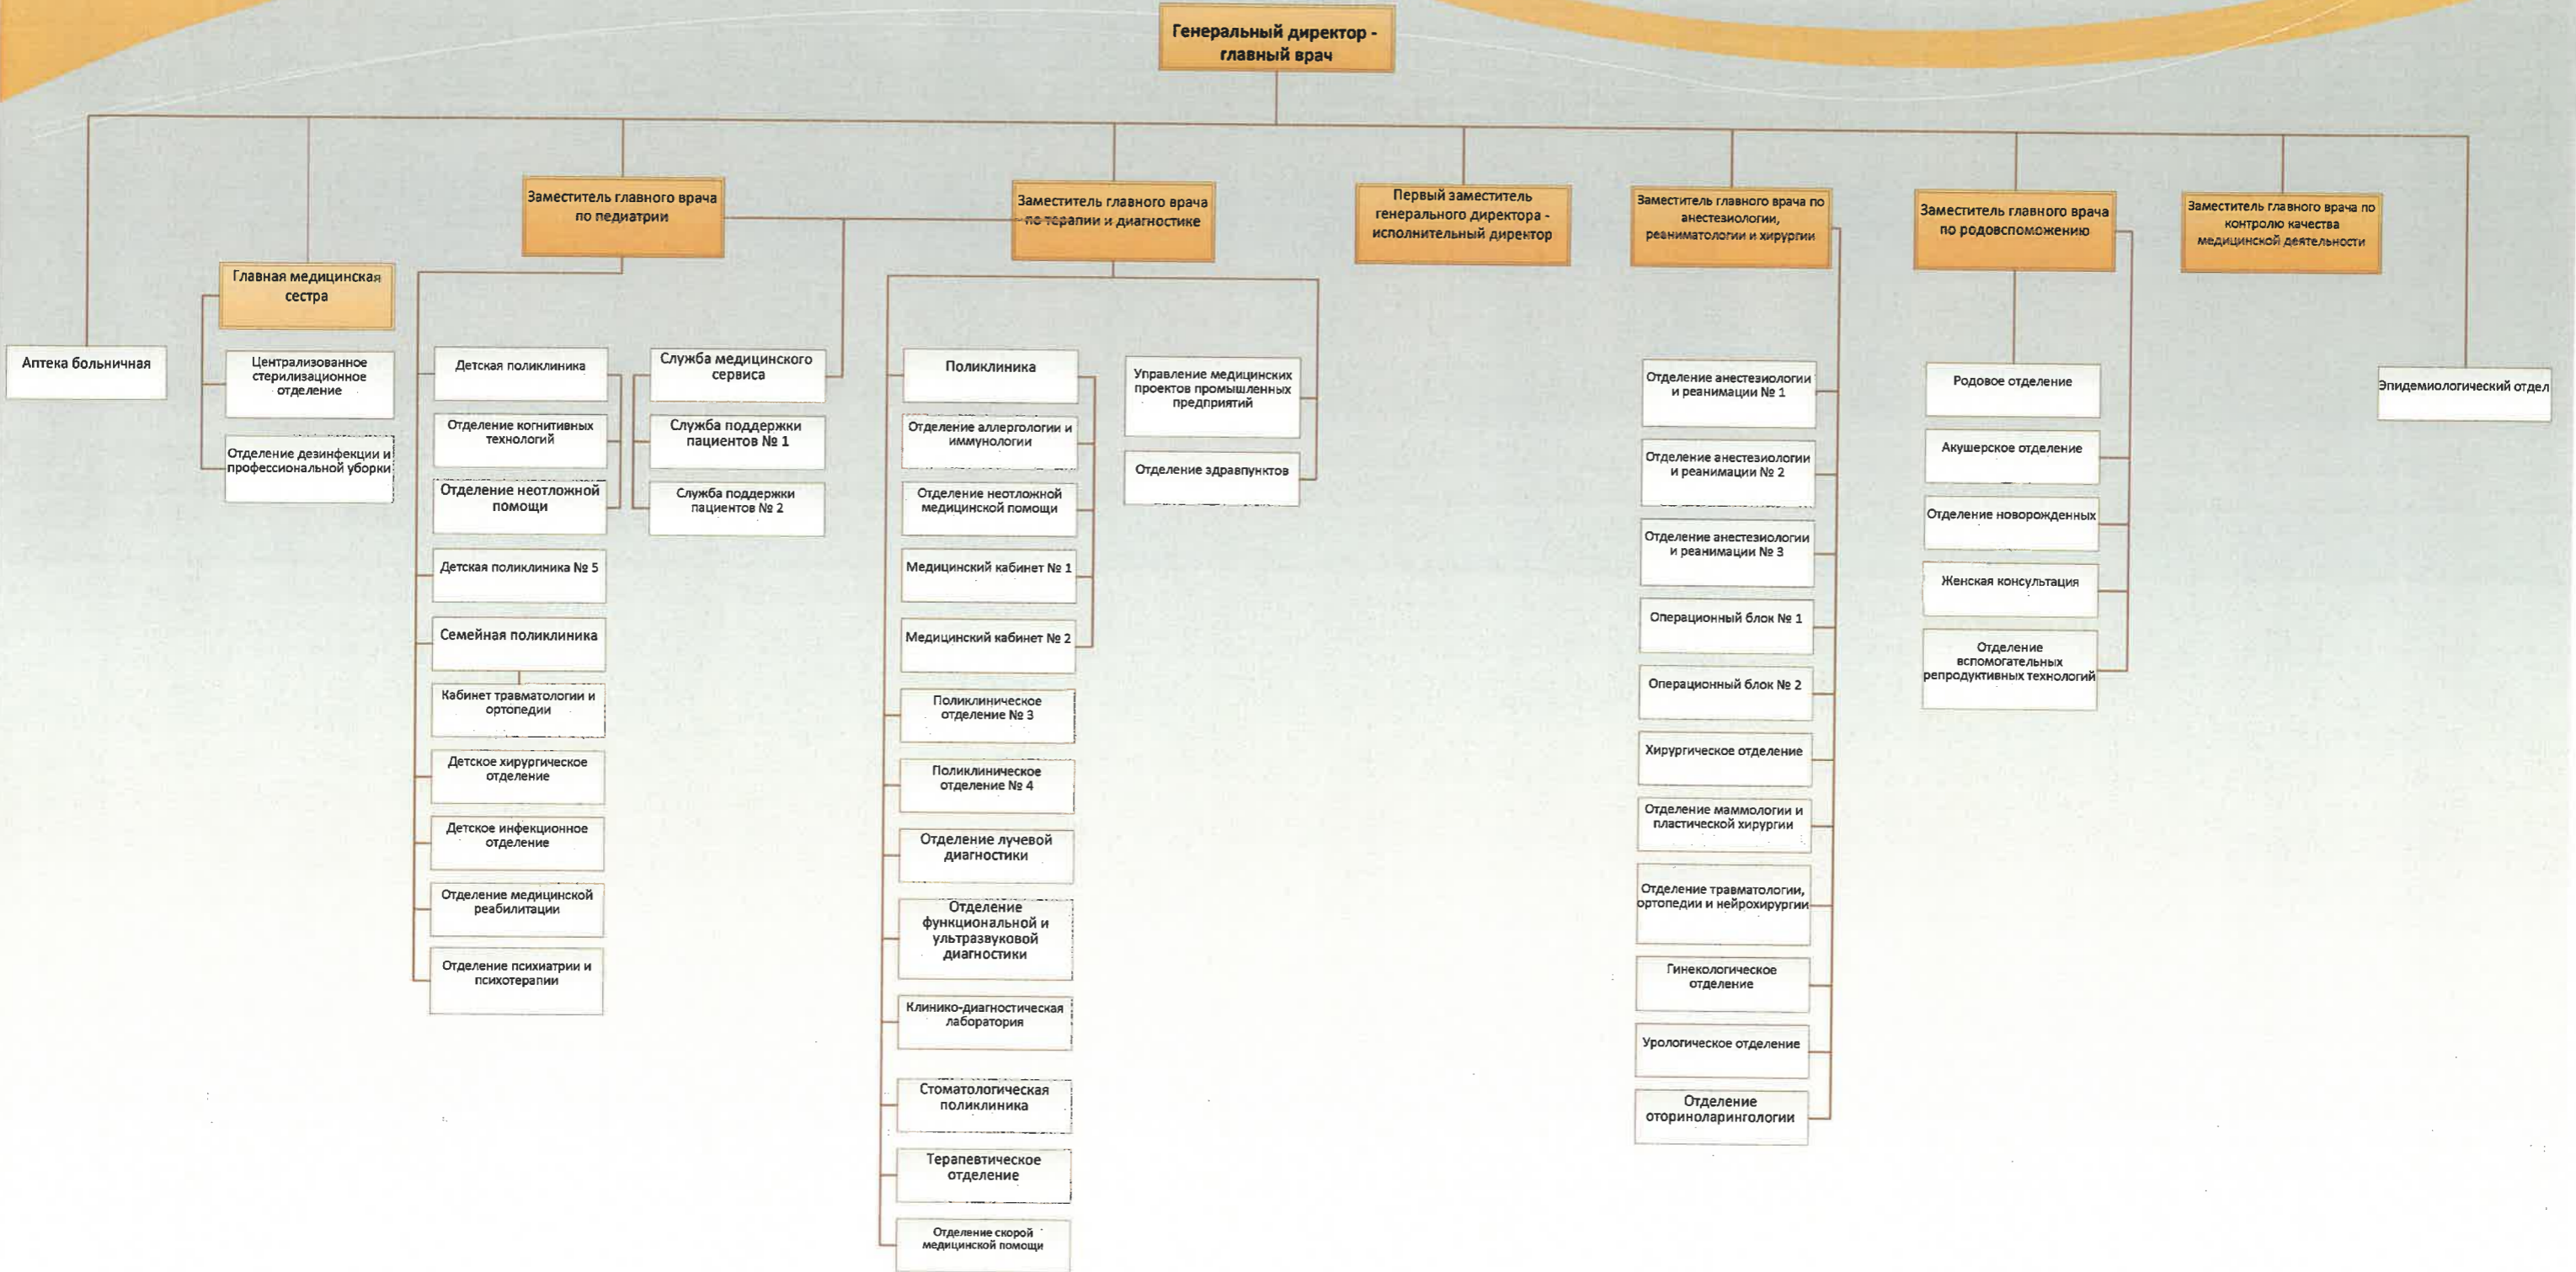 Генеральный директор -
главный врач
Заместитель главного врача
по педиатрии
Заместитель главного врача
по терапии и диагностике
Первый заместитель
генерального директора -
исполнительный директор
Заместитель главного врача по
анестезиологии,
реаниматологии и хирургии
Заместитель главного врача
по родовспоможению
Заместитель главного врача по
контролю качества
медицинской деятельности
Главная медицинская
сестра
Аптека больничная
Централизованное
стерилизационное
отделение
Отделение дезинфекции и
профессиональной уборки
Детская поликлиника
Отделение когнитивных
технологий
Отделение неотложной
помощи
Детская поликлиника № 5
Семейная поликлиника
Кабинет травматологии и
ортопедии
Детское хирургическое
отделение
Детское инфекционное
отделение
Отделение медицинской
реабилитации
Отделение психиатрии и
психотерапии
Служба медицинского
сервиса
Служба поддержки
пациентов № 1
Служба поддержки
пациентов № 2
Поликлиника
Отделение аллергологии и
иммунологии
Отделение неотложной
медицинской помощи
Медицинский кабинет № 1
Медицинский кабинет № 2
Поликлиническое
отделение № 3
Поликлиническое
отделение № 4
Отделение лучевой
диагностики
Отделение
функциональной и
ультразвуковой
диагностики
Клинико-диагностическая
лаборатория
Стоматологическая
поликлиника
Терапевтическое
отделение
Отделение скорой
медицинской помощи
Управление медицинских
проектов промышленных
предприятий
Отделение здравпунктов
Отделение анестезиологии
и реанимации № 1
Отделение анестезиологии
и реанимации № 2
Отделение анестезиологии
и реанимации № 3
Операционный блок № 1
Операционный блок № 2
Хирургическое отделение
Отделение маммологии и
пластической хирургии
Отделение травматологии,
ортопедии и нейрохирургии
Гинекологическое
отделение
Урологическое отделение
Отделение
оториноларингологии
Родовое отделение
Акушерское отделение
Отделение новорожденных
Женская консультация
Отделение
вспомогательных
репродуктивных технологий
Эпидемиологический отдел